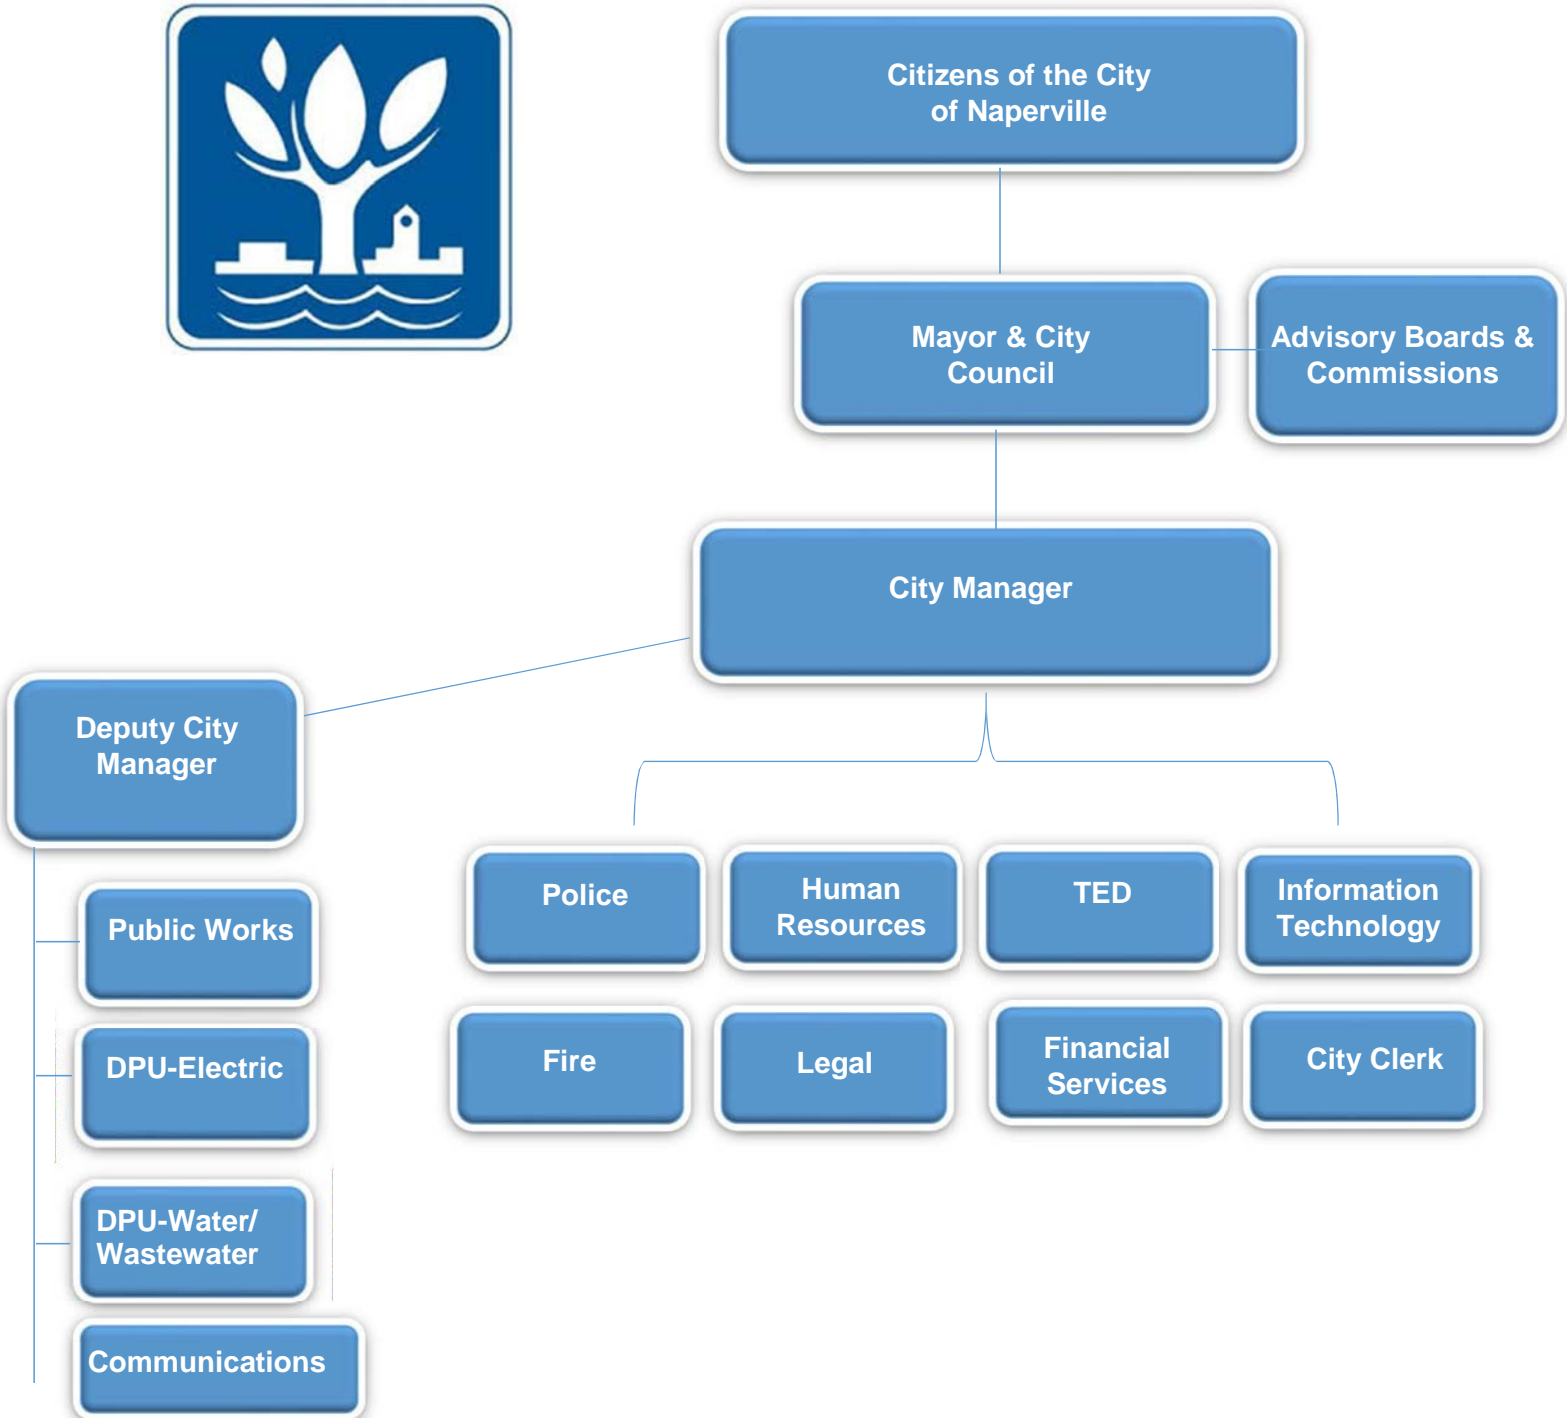 Citizens of the City
of Naperville
Mayor & City
Council
Advisory Boards &
Commissions
City Manager
Deputy City
Manager
Public Works
DPU-Electric
DPU-Water/
Wastewater
Communications
Police
Human
Resources
TED
Information
Technology
Fire
Legal
Financial
Services
City Clerk